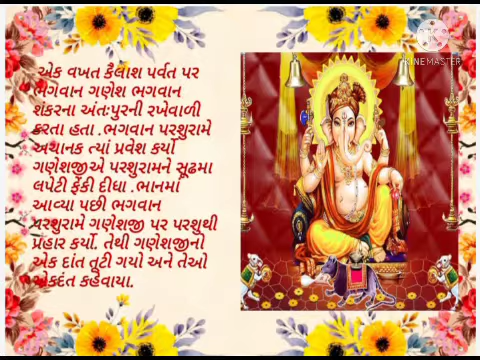 એક વખત કૈલાશ પર્વત પર
ભગવાન ગણેશ ભગવાન
શંકરના અંતઃપુરની રખેવાળી
કરતા હતા .ભગવાન પરશુરામે
અચાનક ત્યાં પ્રવેશ કર્યો
ગણેશજીએ પરશુરામને સૂઢમા
લપેટી ફેંકી દીધા .ભાનમાં
આવ્યા પછી ભગવાન
પરશુરામે ગણેશજી પર પરશુથી
પ્રહાર કર્યો. તેથી ગણેશજીનો
એક દાંત તૂટી ગયો અને તેઓ
એકદંત કહેવાયા.
KINEMASTER